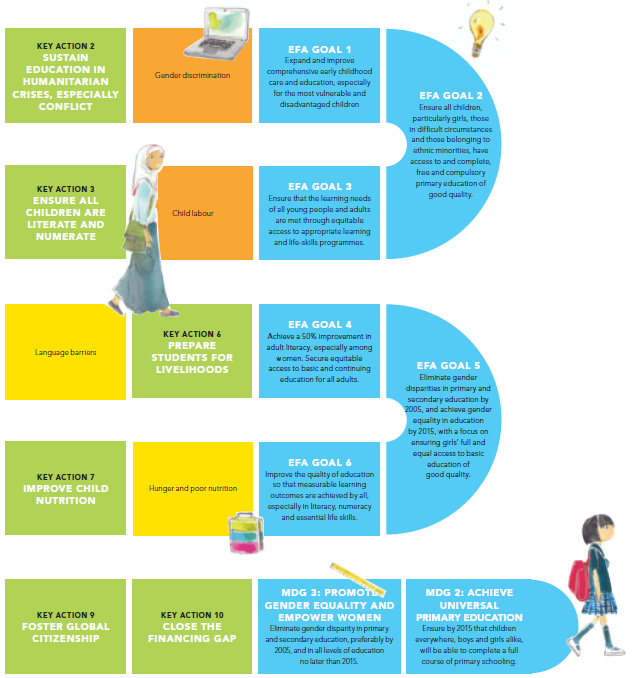 KEY ACTION 2
SUSTAIN
EDUCATION IN
HUMANITARIAN
CRISES, ESPECIALLY
CONFLICT
Gender discrimination
EFA GOAL 1
Expand and improve
comprehensive early childhood
care and education, especially
for the most vulnerable and
disadvantaged children
EFA GOAL 2
Ensure all children,
particularly girls, those
in difficult circumstances
and those belonging to
ethnic minorities, have
access to and complete,
free and compulsory
primary education of
good quality.
KEY ACTION 3
ENSURE ALL
CHILDREN ARE
LITERATE AND
NUMERATE
Child labour
EFA GOAL 3
Ensure that the learning needs
of all young people and adults
are met through equitable
access to appropriate learning
and life-skills programmes.
Language barriers
KEY ACTION 6
PREPARE
STUDENTS FOR
LIVELIHOODS
EFA GOAL 4
Achieve a 50% improvement in
adult literacy, especially among
women. Secure equitable
access to basic and continuing
education for all adults.
EFA GOAL 5
Eliminate gender
disparities in primary and
secondary education by
2005, and achieve gender
equality in education
by 2015, with a focus on
ensuring girls' full and
equal access to basic
education of
good quality.
KEY ACTION 7
IMPROVE CHILD
NUTRITION
Hunger and poor nutrition
EFA GOAL 6
Improve the quality of education
so that measurable learning
outcomes are achieved by all,
especially in literacy, numeracy
and essential life skills.
KEY ACTION 9
FOSTER GLOBAL
CITIZENSHIP
KEY ACTION 10
CLOSE THE
FINANCING GAP
MDG 3: PROMOTE
GENDER EQUALITY AND
EMPOWER WOMEN
Eliminate gender disparity in primary
and secondary education, preferably by
2005, and in all levels of education
no later than 2015.
MDG 2: ACHIEVE
UNIVERSAL
PRIMARY EDUCATION
Ensure by 2015 that children
everywhere, boys and girls alike,
will be able to complete a full
course of primary schooling.